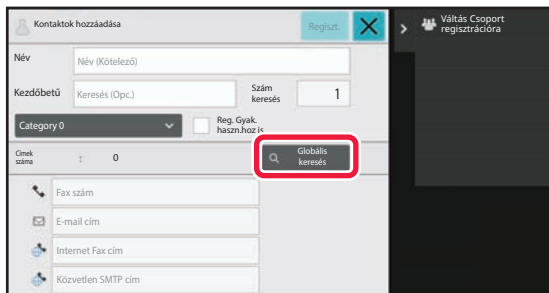 Kontaktok hozzáadása
Regiszt.
Váltás Csoport
regisztrációra
Név
Név (Kötelező)
Kezdőbetű
Keresés (Opc.)
Szám
keresés
1
Category 0
Reg. Gyak.
haszn.hoz is
Címek
száma
:
0
Globális
keresés
Fax szám
E-mail cím
Internet Fax cím
Közvetlen SMTP cím